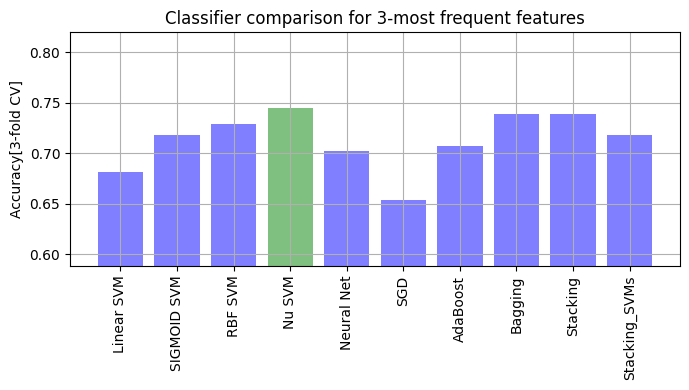 Classifier comparison for 3-most frequent features
Accuracy[3-fold CV]
0.80
0.75
0.70
0.65
0.60
Linear SVM
SIGMOID SVM
RBF SVM
Nu SVM
Neural Net
SGD
AdaBoost
Bagging
Stacking
Stacking_SVMs